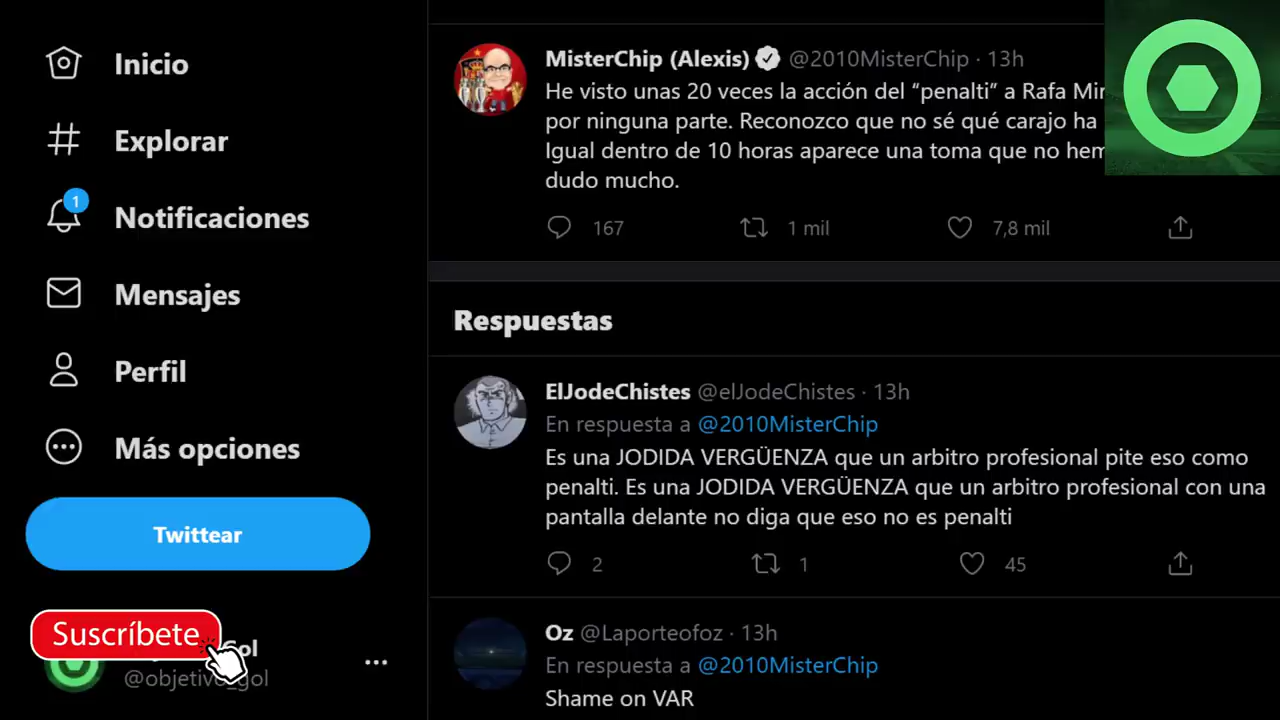 Inicio
Explorar
1
Notificaciones
Mensajes
Perfil
Más opciones
Twittear
Suscríbete
Gol
@objetivo_gol
MisterChip (Alexis) @2010MisterChip · 13h
He visto unas 20 veces la acción del “penalti” a Rafa
por ninguna parte. Reconozco que no sé qué carajo ha
Igual dentro de 10 horas aparece una toma que no
dudo mucho.
167 1 mil 7,8 mil
Respuestas
ElJodeChistes @elJodeChistes · 13h
En respuesta a @2010MisterChip
Es una JODIDA VERGÜENZA que un arbitro profesional pite eso como
penalti. Es una JODIDA VERGÜENZA que un arbitro profesional con una
pantalla delante no diga que eso no es penalti
2 1 45
Oz @Laporteofoz · 13h
En respuesta a @2010MisterChip
Shame on VAR